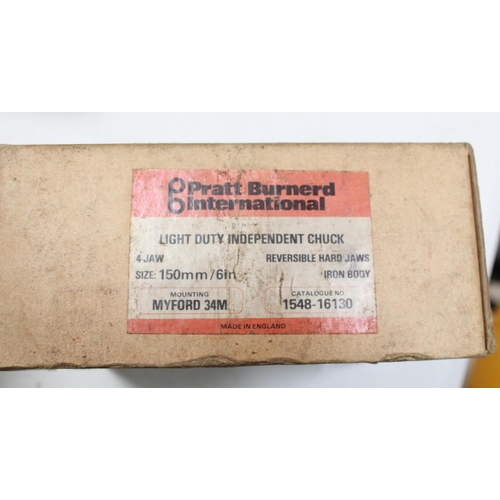 Pratt Burnerd
International
LIGHT DUTY INDEPENDENT CHUCK
4-JAW REVERSIBLE HARD JAWS
SIZE: 150mm/6in IRON BODY
MOUNTING CATALOGUE NO
MYFORD 34M 1548-16130
MADE IN ENGLAND